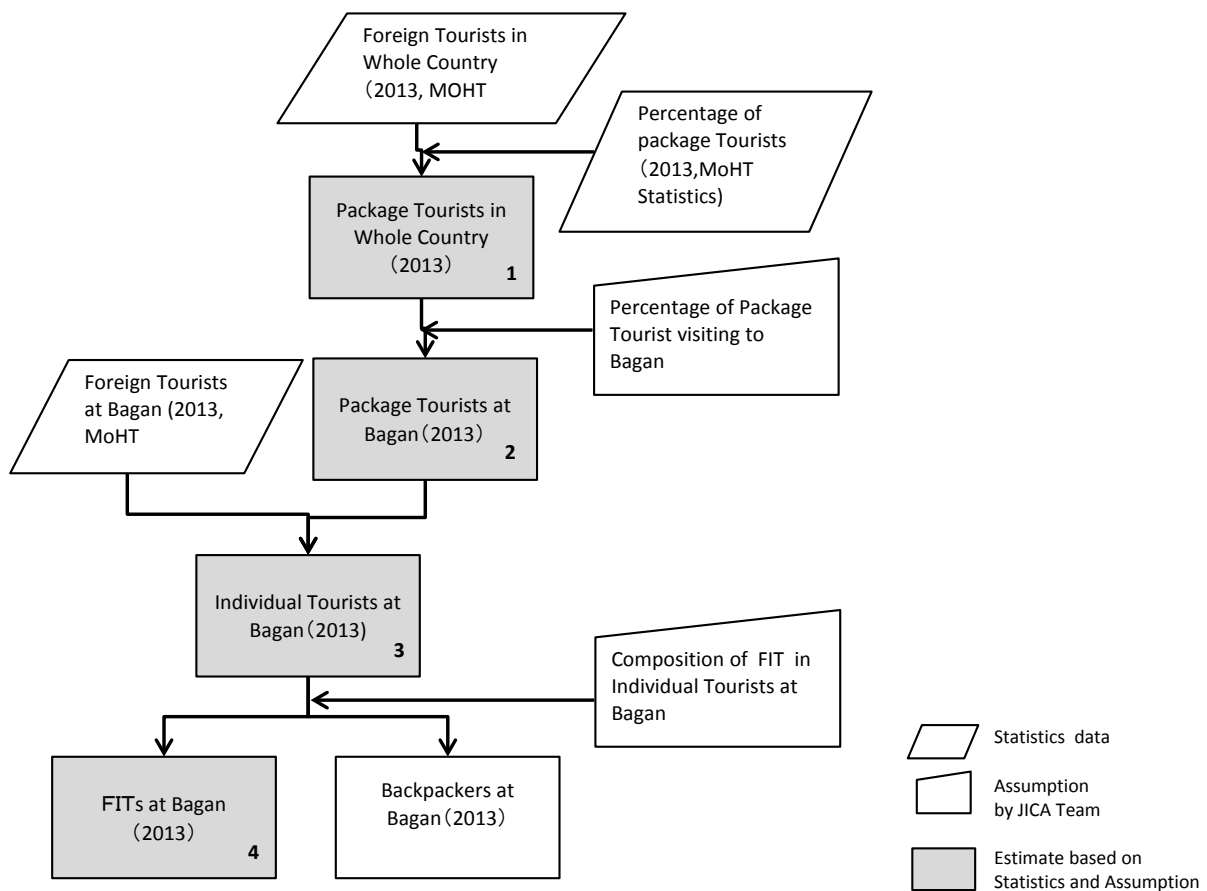 Foreign Tourists in
Whole Country
（2013, MOHT
Percentage of
package Tourists
（2013,MoHT
Statistics)
Package Tourists in
Whole Country
（2013）
1
Percentage of Package
Tourist visiting to
Bagan
Foreign Tourists
at Bagan (2013,
MoHT
Package Tourists at
Bagan（2013）
2
Individual Tourists at
Bagan（2013)
3
Composition of FIT in
Individual Tourists at
Bagan
FITs at Bagan
（2013）
4
Backpackers at
Bagan（2013）
Statistics data
Assumption
by JICA Team
Estimate based on
Statistics and Assumption